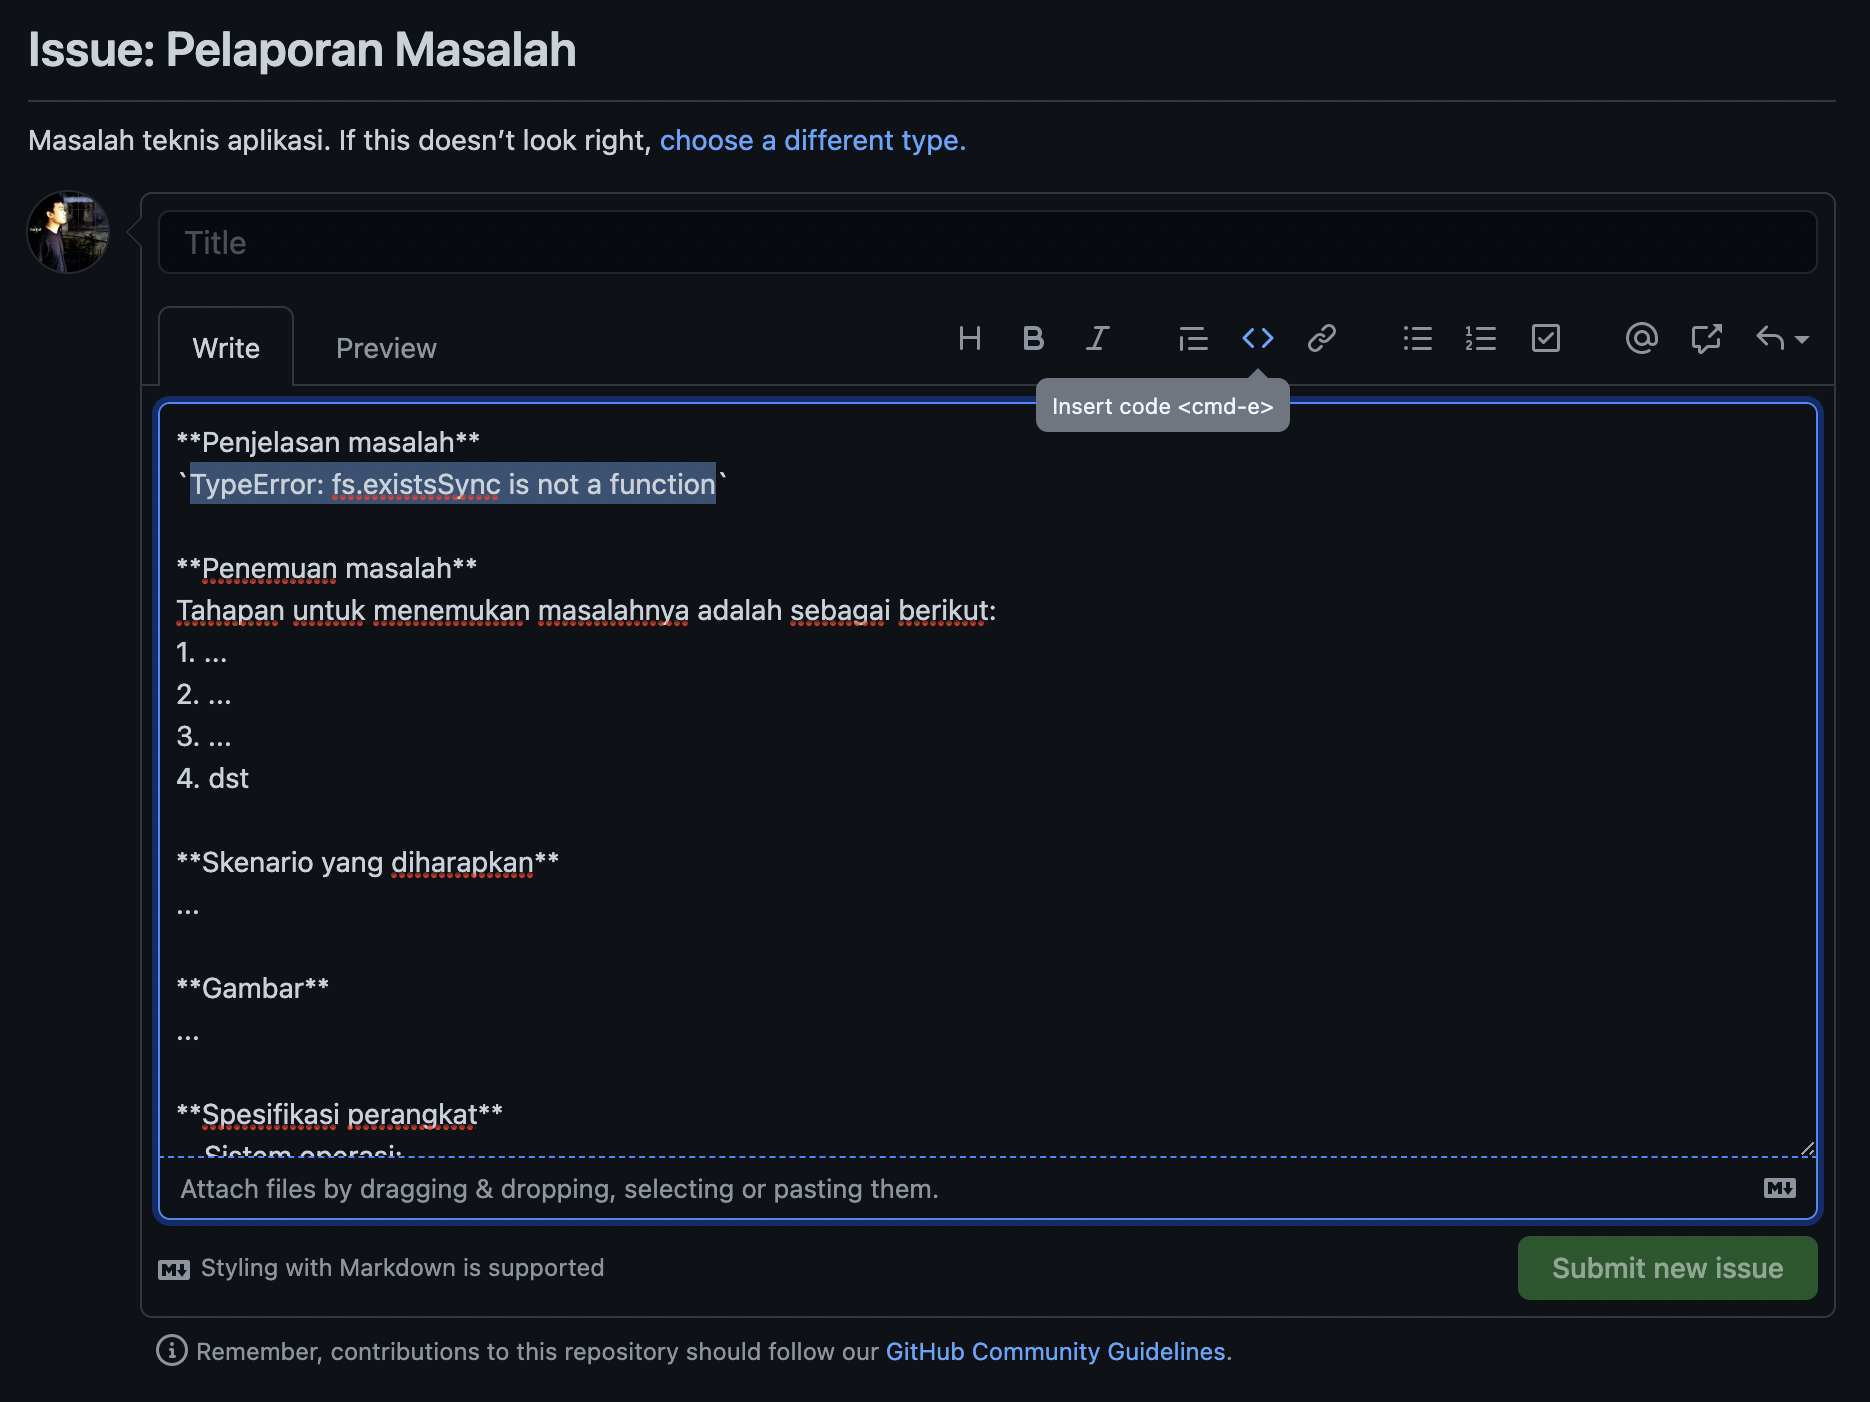 Issue: Pelaporan Masalah
Masalah teknis aplikasi. If this doesn't look right, choose a different type.
Title
Write
Preview
Insert code <cmd-e>
**Penjelasan masalah**
`TypeError: fs.existsSync is not a function`
**Penemuan masalah**
Tahapan untuk menemukan masalahnya adalah sebagai berikut:
1. ...
2. ...
3. ...
4. dst
**Skenario yang diharapkan**
...
**Gambar**
...
**Spesifikasi perangkat**
Sistem operasi:
Attach files by dragging & dropping, selecting or pasting them.
Styling with Markdown is supported
Submit new issue
Remember, contributions to this repository should follow our GitHub Community Guidelines.